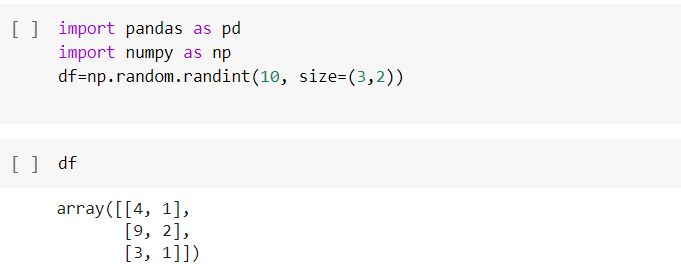 [ ] import pandas as pd
import numpy as np
df=np.random.randint(10, size=(3,2))
[ ] df
array([[4, 1],
[9, 2],
[3, 1]])